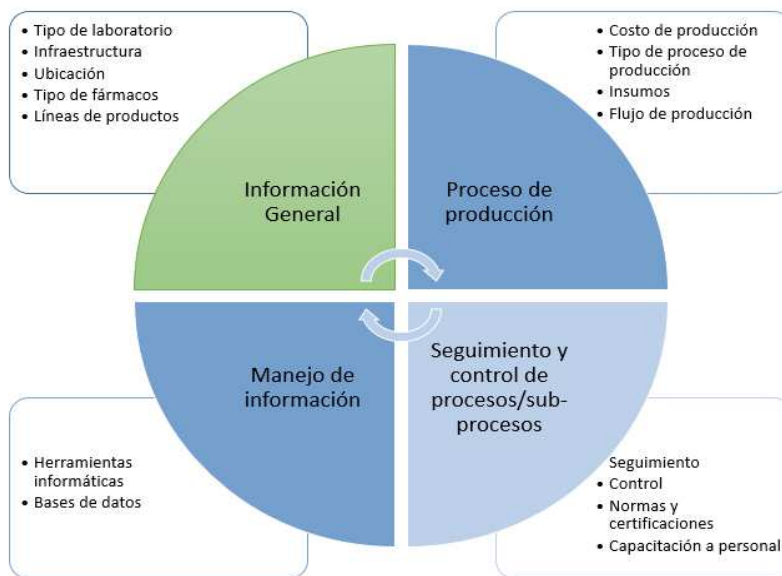 • Tipo de laboratorio
• Infraestructura
• Ubicación
• Tipo de fármacos
• Líneas de productos
• Costo de producción
• Tipo de proceso de
producción
• Insumos
• Flujo de producción
Información
General
Proceso de
producción
Manejo de
información
Seguimiento y
control de
procesos/sub-
procesos
• Herramientas
informáticas
• Bases de datos
Seguimiento
• Control
• Normas y
certificaciones
• Capacitación a personal